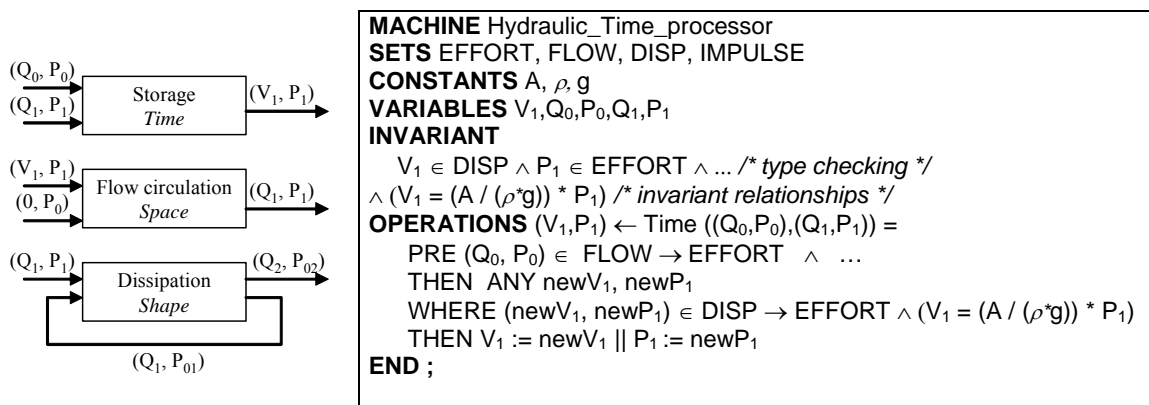 (Q₀, P₀)
(Q₁, P₁)
Storage
Time
(V₁, P₁)
(V₁, P₁)
(0, P₀)
Flow circulation
Space
(Q₁, P₁)
(Q₁, P₁)
Dissipation
Shape
(Q₂, P₀₂)
(Q₁, P₀₁)
MACHINE Hydraulic_Time_processor
SETS EFFORT, FLOW, DISP, IMPULSE
CONSTANTS A, ρ, g
VARIABLES V₁,Q₀,P₀,Q₁,P₁
INVARIANT
V₁ ∈ DISP ∧ P₁ ∈ EFFORT ∧ ... /* type checking */
∧ (V₁ = (A / (ρ*g)) * P₁) /* invariant relationships */
OPERATIONS (V₁,P₁) ← Time ((Q₀,P₀),(Q₁,P₁)) =
PRE (Q₀, P₀) ∈ FLOW → EFFORT ∧ …
THEN ANY newV₁, newP₁
WHERE (newV₁, newP₁) ∈ DISP → EFFORT ∧ (V₁ = (A / (ρ*g)) * P₁)
THEN V₁ := newV₁ || P₁ := newP₁
END ;